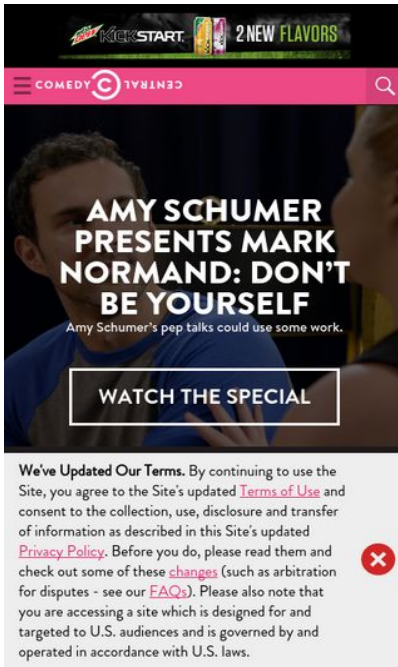 Mtn Dew KICKSTART. 2 NEW FLAVORS
COMEDY CENTRAL
AMY SCHUMER
PRESENTS MARK
NORMAND: DON'T
BE YOURSELF
Amy Schumer's pep talks could use some work.
WATCH THE SPECIAL
We've Updated Our Terms. By continuing to use the
Site, you agree to the Site's updated Terms of Use and
consent to the collection, use, disclosure and transfer
of information as described in this Site's updated
Privacy Policy. Before you do, please read them and
check out some of these changes (such as arbitration
for disputes - see our FAQs). Please also note that
you are accessing a site which is designed for and
targeted to U.S. audiences and is governed by and
operated in accordance with U.S. laws.